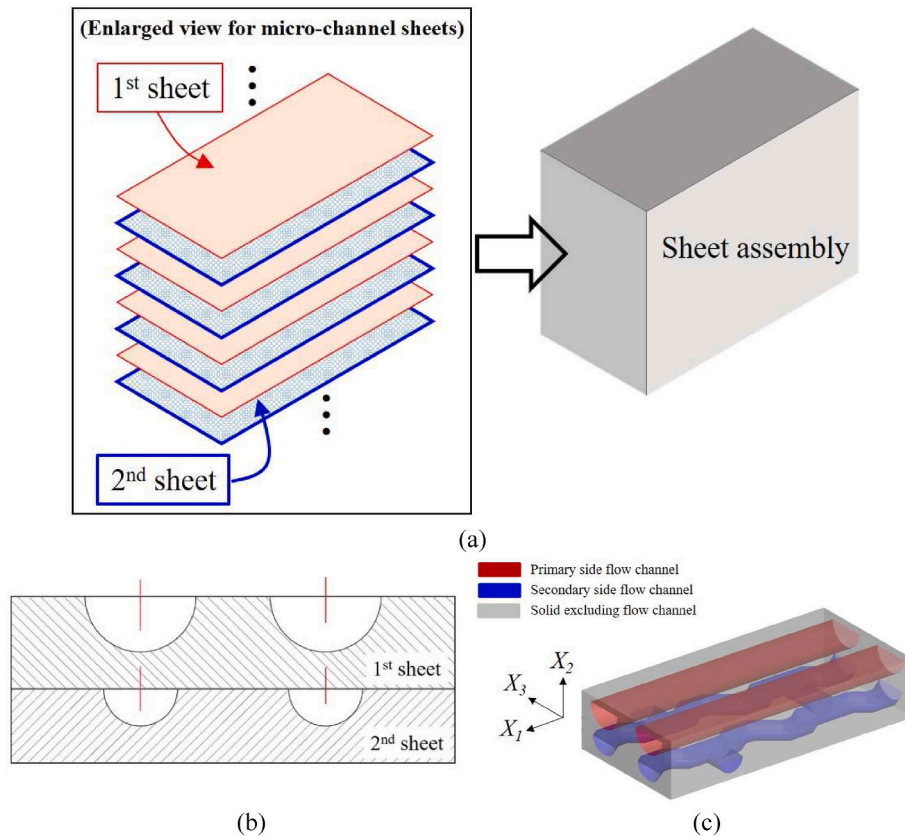 (Enlarged view for micro-channel sheets)
1st sheet
2nd sheet
Sheet assembly
(a)
1st sheet
2nd sheet
(b)
Primary side flow channel
Secondary side flow channel
Solid excluding flow channel
X2
X3
X1
(c)